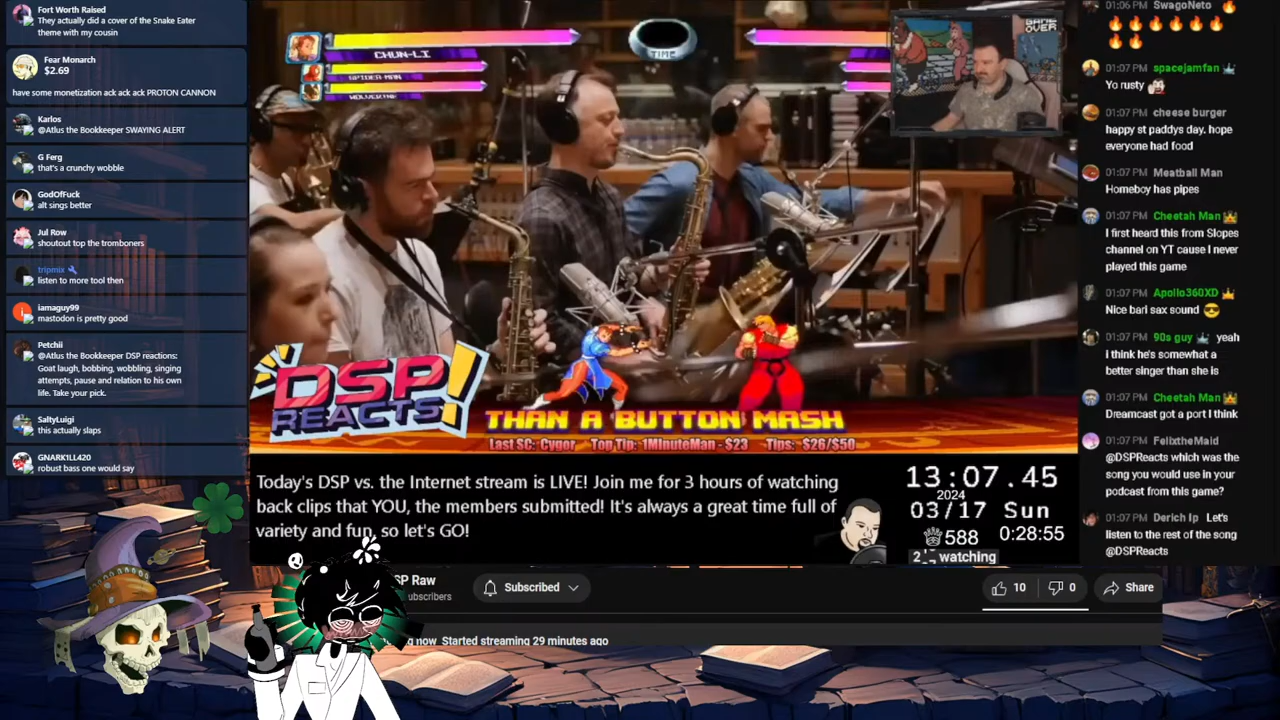 Fort Worth Raised
They actually did a cover of the Snake Eater
theme with my cousin
Fear Monarch
$2.69
have some monetization ack ack ack PROTON CANNON
Karlos
@Atlus the Bookkeeper SWAYING ALERT
G Ferg
that's a crunchy wobble
GodOfFuck
alt sings better
Jul Row
shoutout top the tromboners
tripmix
listen to more tool then
iamaguy99
mastodon is pretty good
Petchii
@Atlus the Bookkeeper DSP reactions:
Goat laugh, bobbing, wobbling, singing
attempts, pause and relation to his own
life. Take your pick.
SaltyLuigi
this actually slaps
GNARK1LL420
robust bass one would say
CHUN-LI
SPIDER-MAN
WOLVERINE
TIME
GAME
OVER
DSP!
REACTS
THAN A BUTTON MASH
Last SC: Cygor Top Tip: 1MinuteMan - $23 Tips: $26/$50
Today's DSP vs. the Internet stream is LIVE! Join me for 3 hours of watching
back clips that YOU, the members submitted! It's always a great time full of
variety and fun, so let's GO!
13:07.45
2024
03/17 Sun
588 0:28:55
watching
SP Raw
ubscribers
Subscribed
10 0 Share
now Started streaming 29 minutes ago
01:06 PM SwagoNeto
01:07 PM spacejamfan
Yo rusty
01:07 PM cheese burger
happy st paddys day. hope
everyone had food
01:07 PM Meatball Man
Homeboy has pipes
01:07 PM Cheetah Man
I first heard this from Slopes
channel on YT cause I never
played this game
01:07 PM Apollo360XD
Nice bari sax sound
01:07 PM 90s guy yeah
i think he's somewhat a
better singer than she is
01:07 PM Cheetah Man
Dreamcast got a port I think
01:07 PM FelixtheMaid
@DSPReacts which was the
song you would use in your
podcast from this game?
01:07 PM Derich Ip Let's
listen to the rest of the song
@DSPReacts